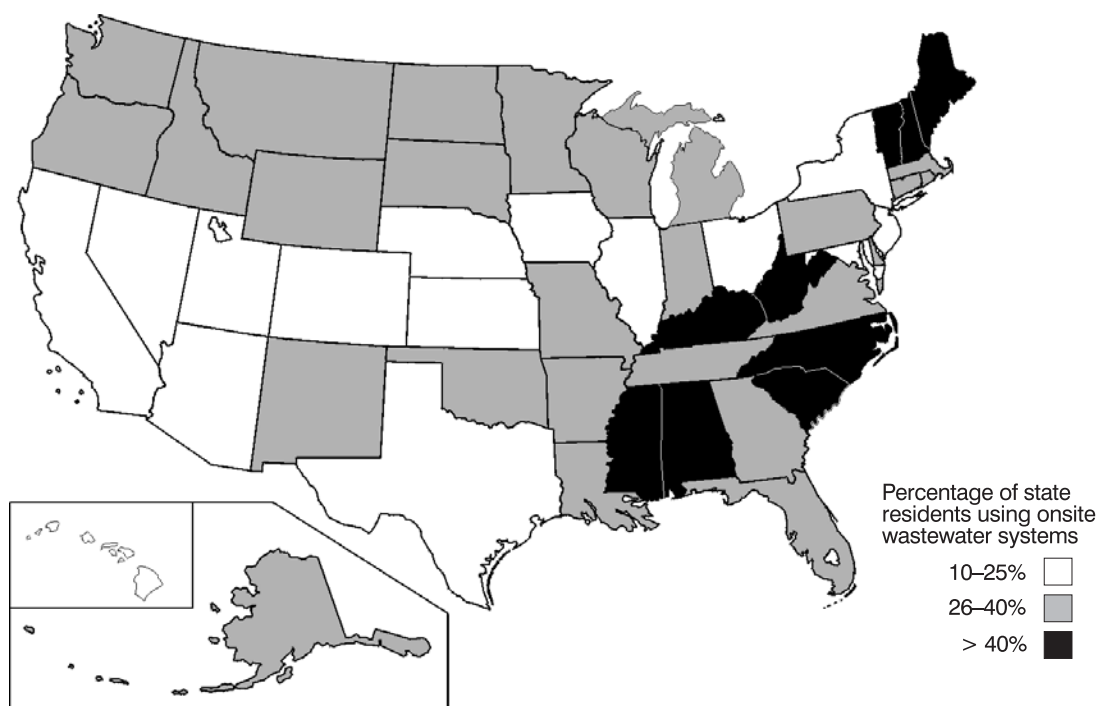 Percentage of state
residents using onsite
wastewater systems
10–25%
26–40%
> 40%